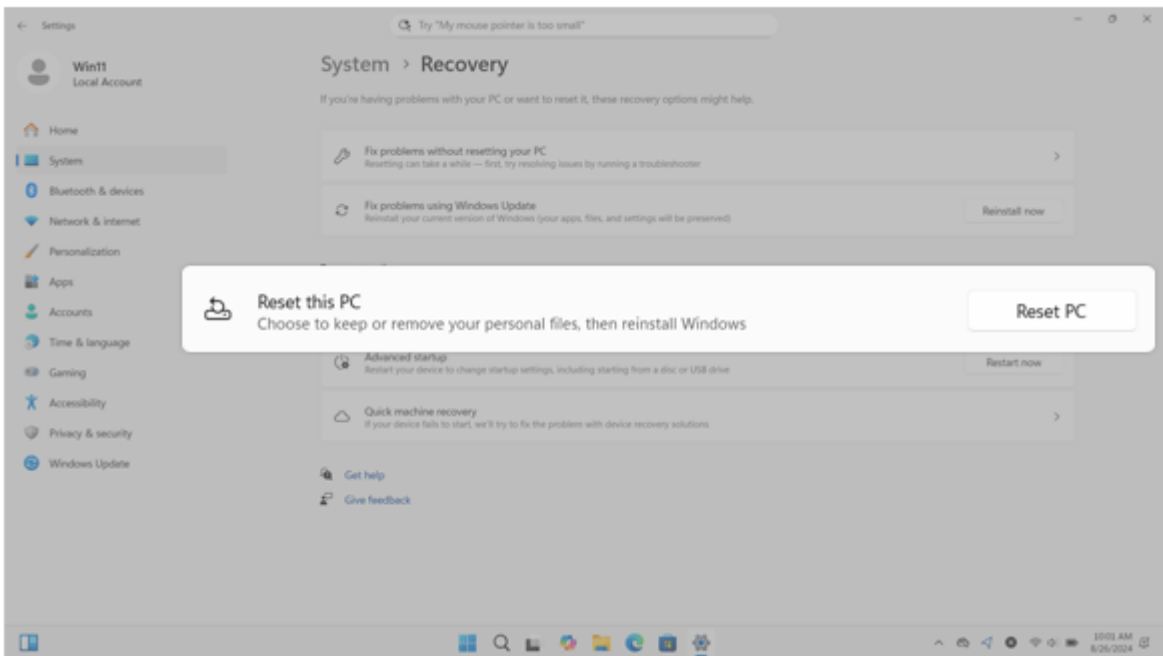 Settings
Try "My mouse pointer is too small"
Win11
Local Account
System > Recovery
If you're having problems with your PC or want to reset it, these recovery options might help.
Home
System
Bluetooth & devices
Network & internet
Personalization
Apps
Accounts
Time & language
Gaming
Accessibility
Privacy & security
Windows Update
Fix problems without resetting your PC
Resetting can take a while — first, try resolving issues by running a troubleshooter
Fix problems using Windows Update
Reinstall your current version of Windows (your apps, files, and settings will be preserved)
Reinstall now
Reset this PC
Choose to keep or remove your personal files, then reinstall Windows
Reset PC
Advanced startup
Restart your device to change startup settings, including starting from a disc or USB drive
Restart now
Quick machine recovery
If your device fails to start, we'll try to fix the problem with device recovery solutions
Get help
Give feedback
10:01 AM
8/26/2024